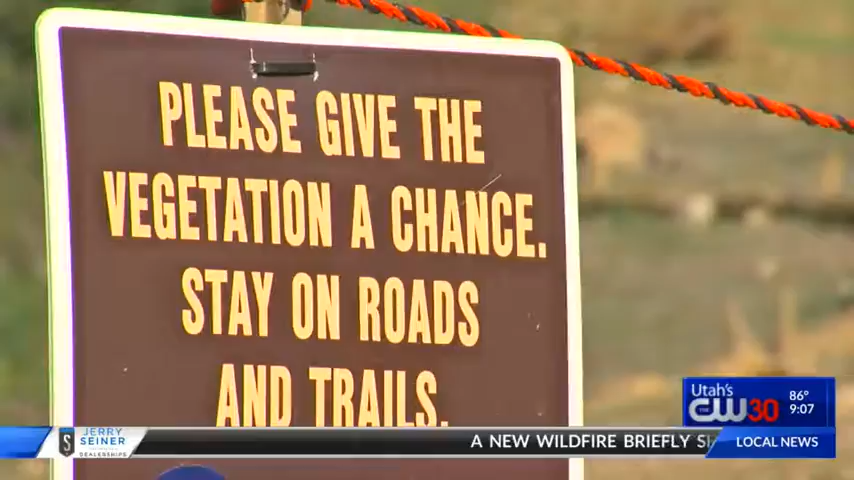 PLEASE GIVE THE
VEGETATION A CHANCE.
STAY ON ROADS
AND TRAILS.
Utah's
THE CW30
86°
9:07
JERRY
SEINER
DEALERSHIPS
A NEW WILDFIRE BRIEFLY
LOCAL NEWS